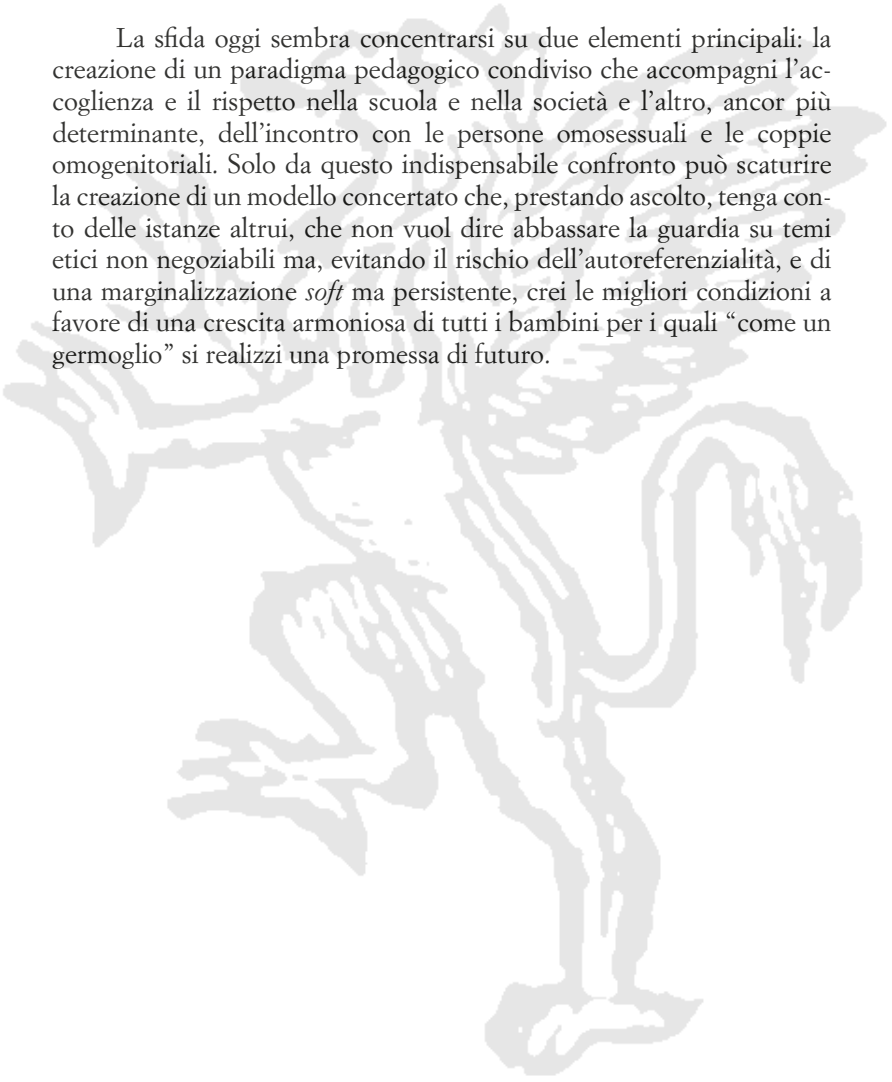 La sfida oggi sembra concentrarsi su due elementi principali: la
creazione di un paradigma pedagogico condiviso che accompagni l'ac-
coglienza e il rispetto nella scuola e nella società e l'altro, ancor più
determinante, dell'incontro con le persone omosessuali e le coppie
omogenitoriali. Solo da questo indispensabile confronto può scaturire
la creazione di un modello concertato che, prestando ascolto, tenga con-
to delle istanze altrui, che non vuol dire abbassare la guardia su temi
etici non negoziabili ma, evitando il rischio dell'autoreferenzialità, e di
una marginalizzazione soft ma persistente, crei le migliori condizioni a
favore di una crescita armoniosa di tutti i bambini per i quali “come un
germoglio” si realizzi una promessa di futuro.